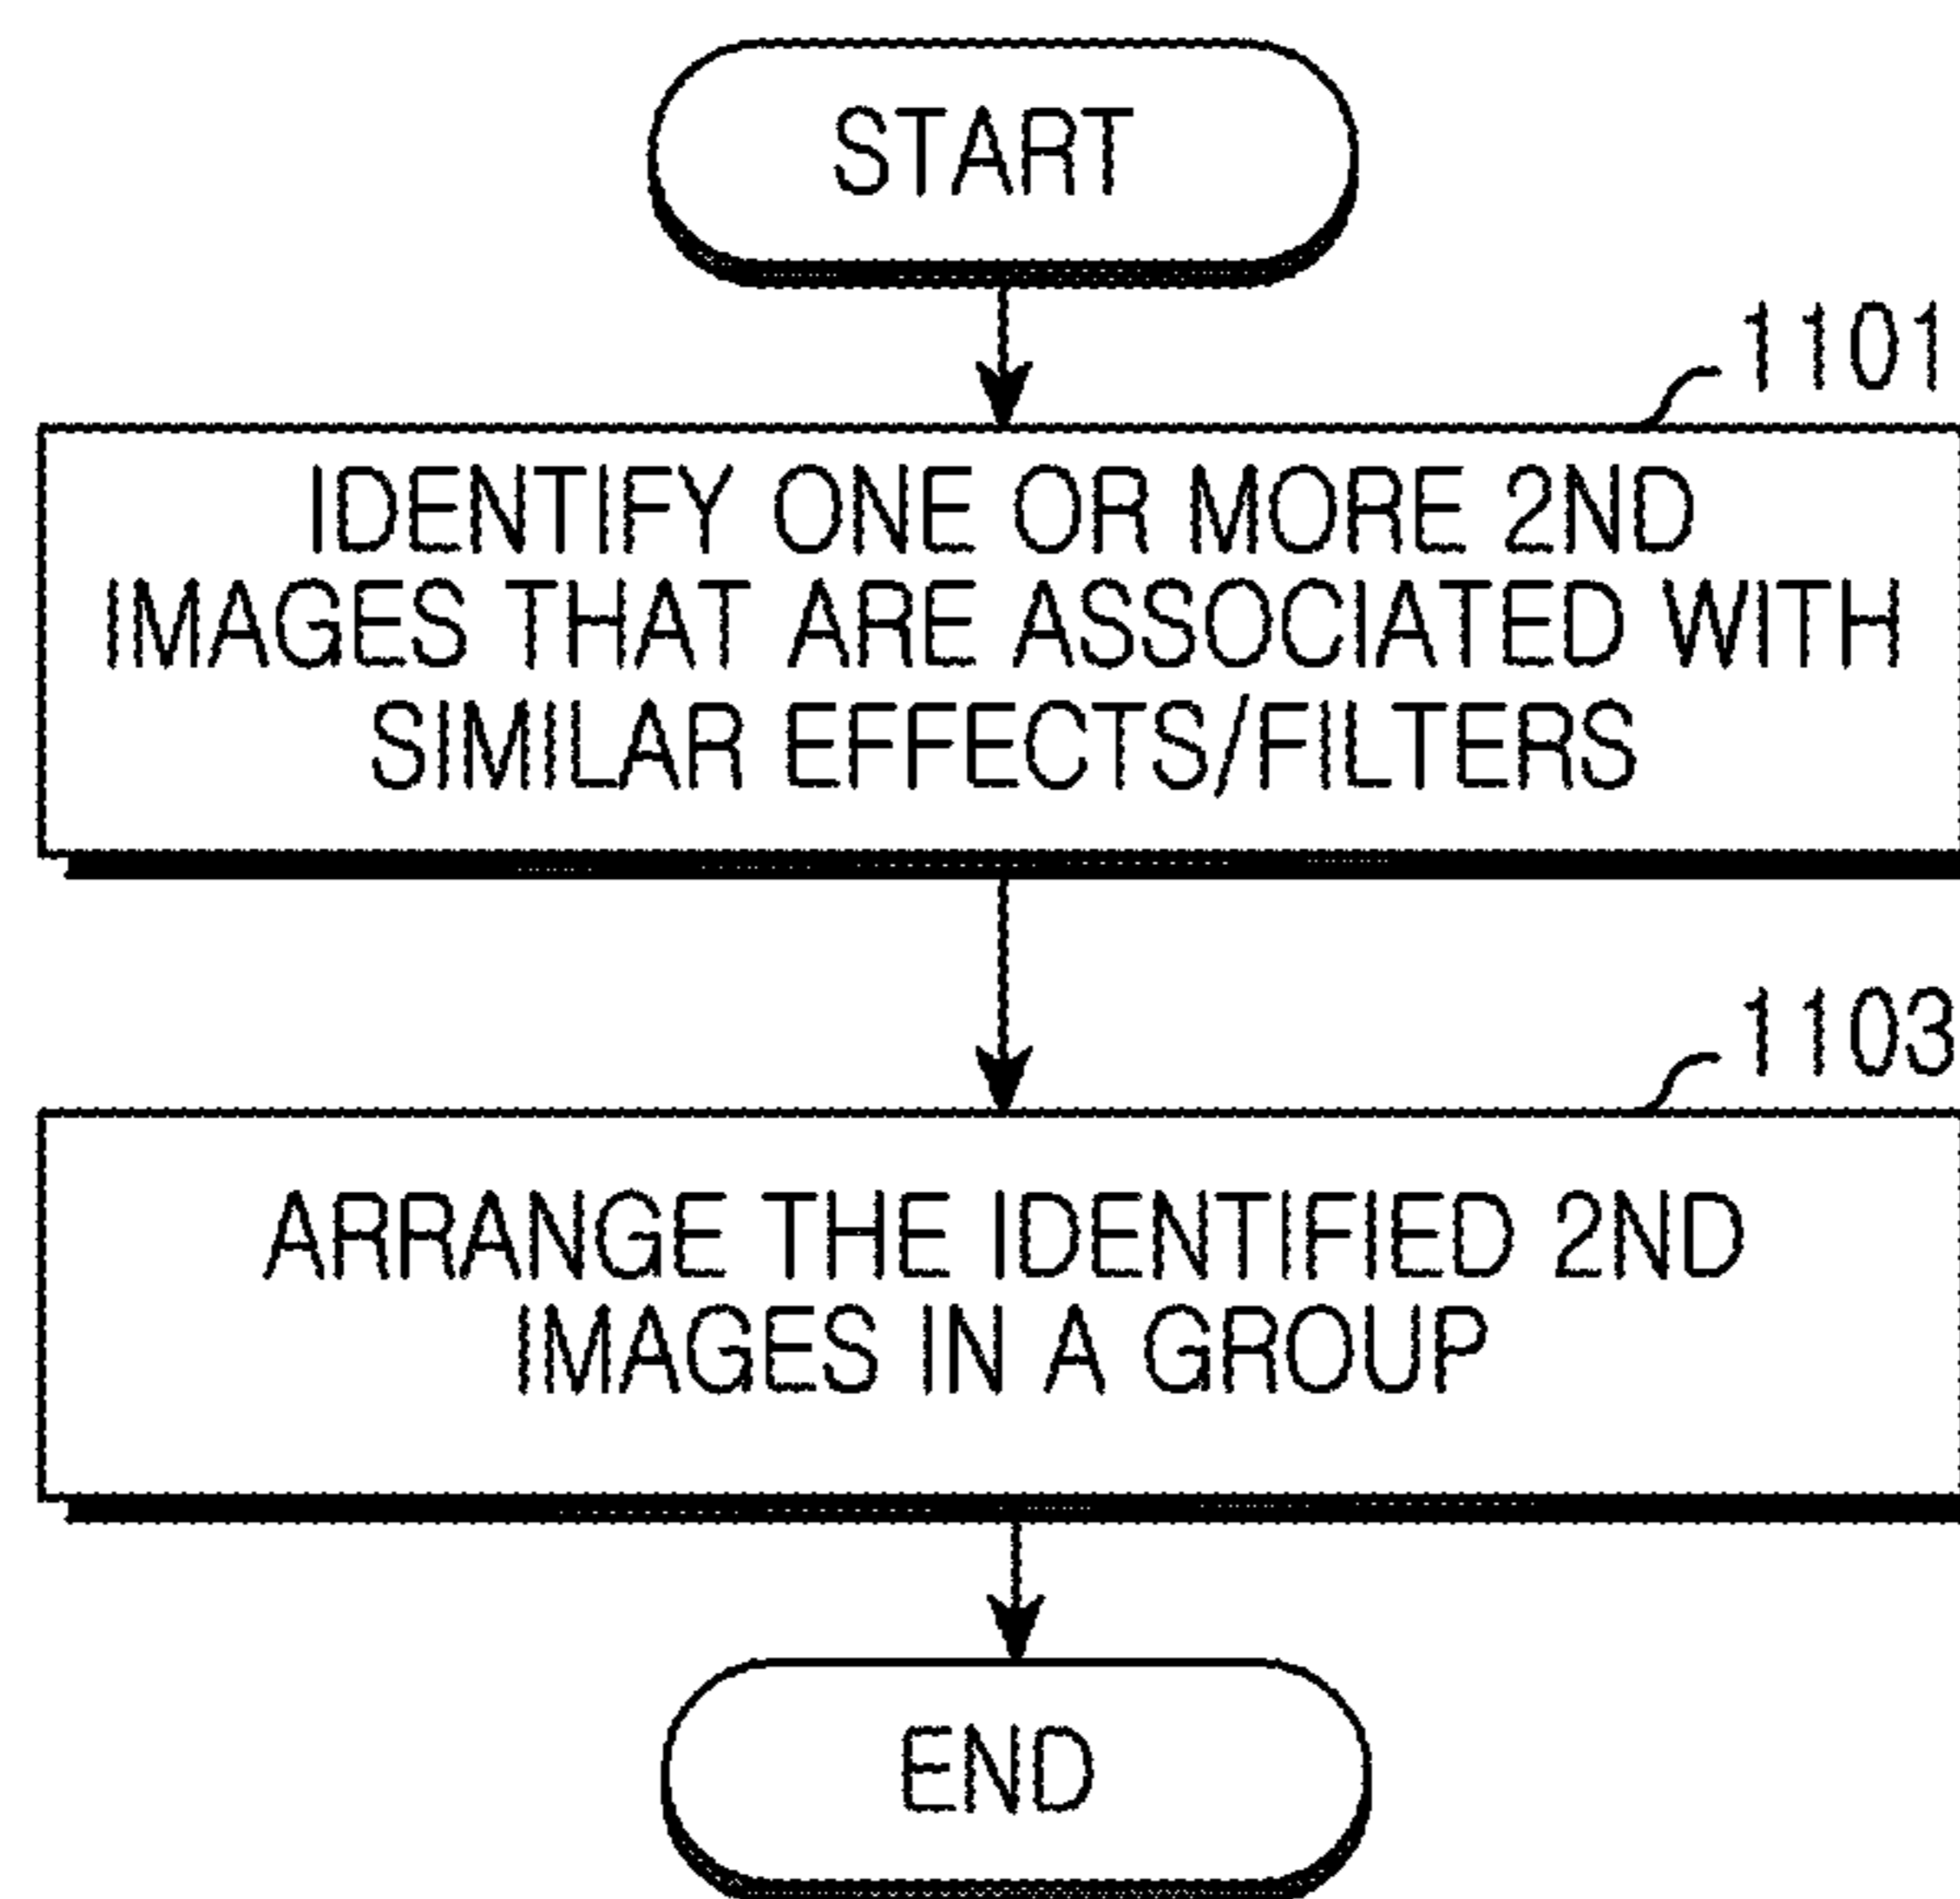 START
1101
IDENTIFY ONE OR MORE 2ND
IMAGES THAT ARE ASSOCIATED WITH
SIMILAR EFFECTS/FILTERS
1103
ARRANGE THE IDENTIFIED 2ND
IMAGES IN A GROUP
END